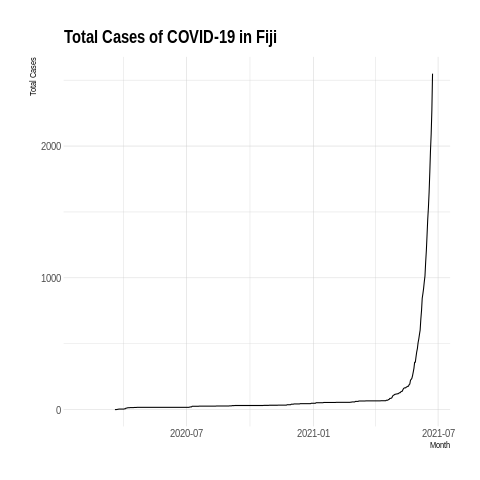 Total Cases of COVID-19 in Fiji
Total Cases
2000
1000
0
2020-07 2021-01 2021-07
Month